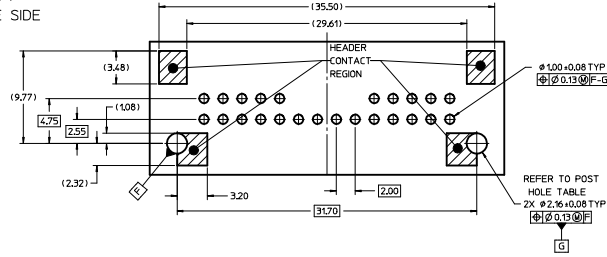 E SIDE
(35.50)
(29.61)
HEADER
CONTACT
REGION
(3.48)
(9.77)
4.75
2.55
(1.08)
(2.32)
F
3.20
31.70
2.00
⌀1.00±0.08 TYP
⌖ ⌀ 0.13 Ⓜ F-G
REFER TO POST
HOLE TABLE
2X ⌀2.16±0.08 TYP
⌖ ⌀ 0.13 Ⓜ F
G